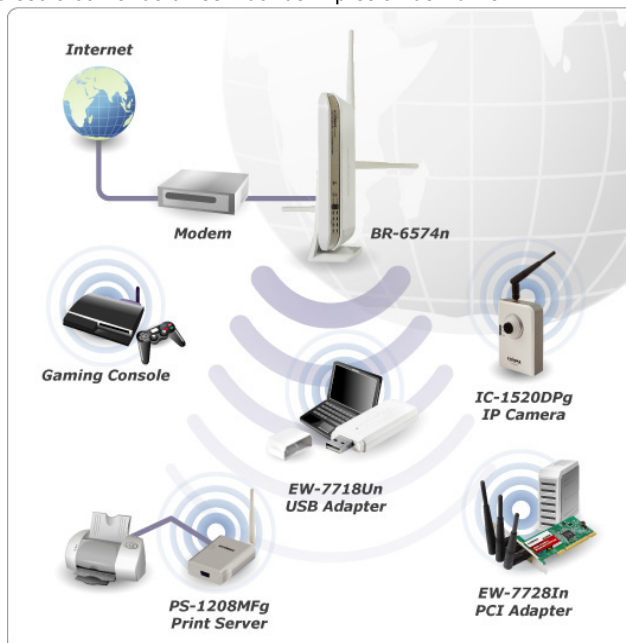 Internet
Modem
BR-6574n
Gaming Console
IC-1520DPg
IP Camera
EW-7718Un
USB Adapter
PS-1208MFg
Print Server
EW-7728In
PCI Adapter